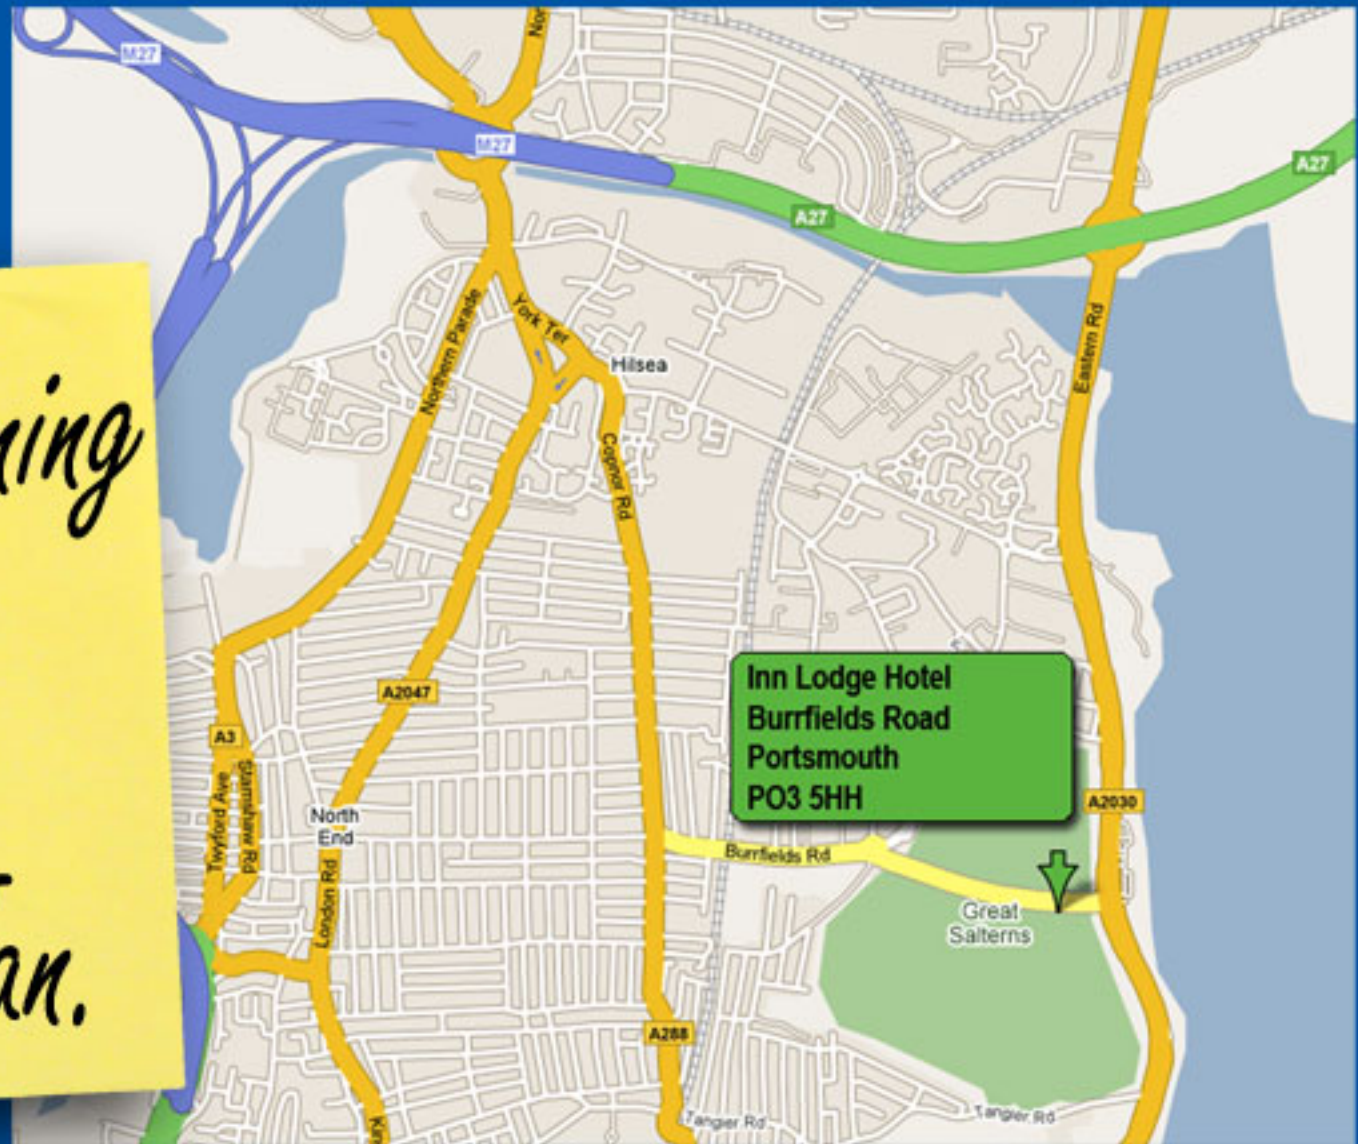 M27
Nor
M27
A27
A27
Northern Parade
York Ter
Hilsea
Eastern Rd
Copnor Rd
ning
Inn Lodge Hotel
Burrfields Road
Portsmouth
PO3 5HH
A2047
A3
Twyford Ave
Stamshaw Rd
North
End
London Rd
A2030
Burrfields Rd
Great
Salterns
an.
A288
Kin
Tangier Rd
Tangier Rd